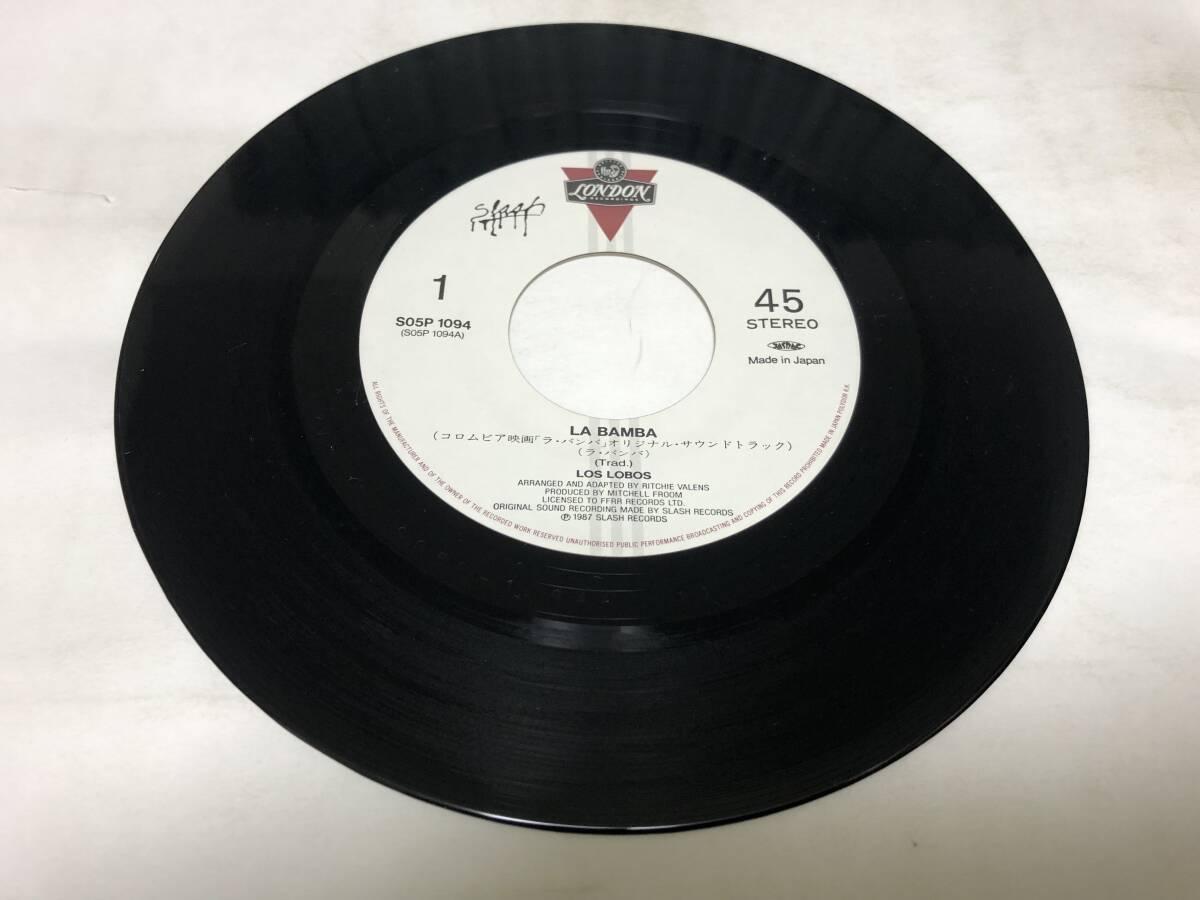 LONDON
RECORDINGS
slash
1
S05P 1094
(S05P 1094A)
45
STEREO
JASRAC
Made in Japan
LA BAMBA
(コロムビア映画「ラ・バンバ」オリジナル・サウンドトラック)
(ラ・バンバ)
(Trad.)
LOS LOBOS
ARRANGED AND ADAPTED BY RITCHIE VALENS
PRODUCED BY MITCHELL FROOM
LICENSED TO FFRR RECORDS LTD.
ORIGINAL SOUND RECORDING MADE BY SLASH RECORDS
℗ 1987 SLASH RECORDS
ALL RIGHTS OF THE MANUFACTURER AND OF THE OWNER OF THE RECORDED WORK RESERVED UNAUTHORISED PUBLIC PERFORMANCE BROADCASTING AND COPYING OF THIS RECORD PROHIBITED MADE IN JAPAN POLYDOR K.K.